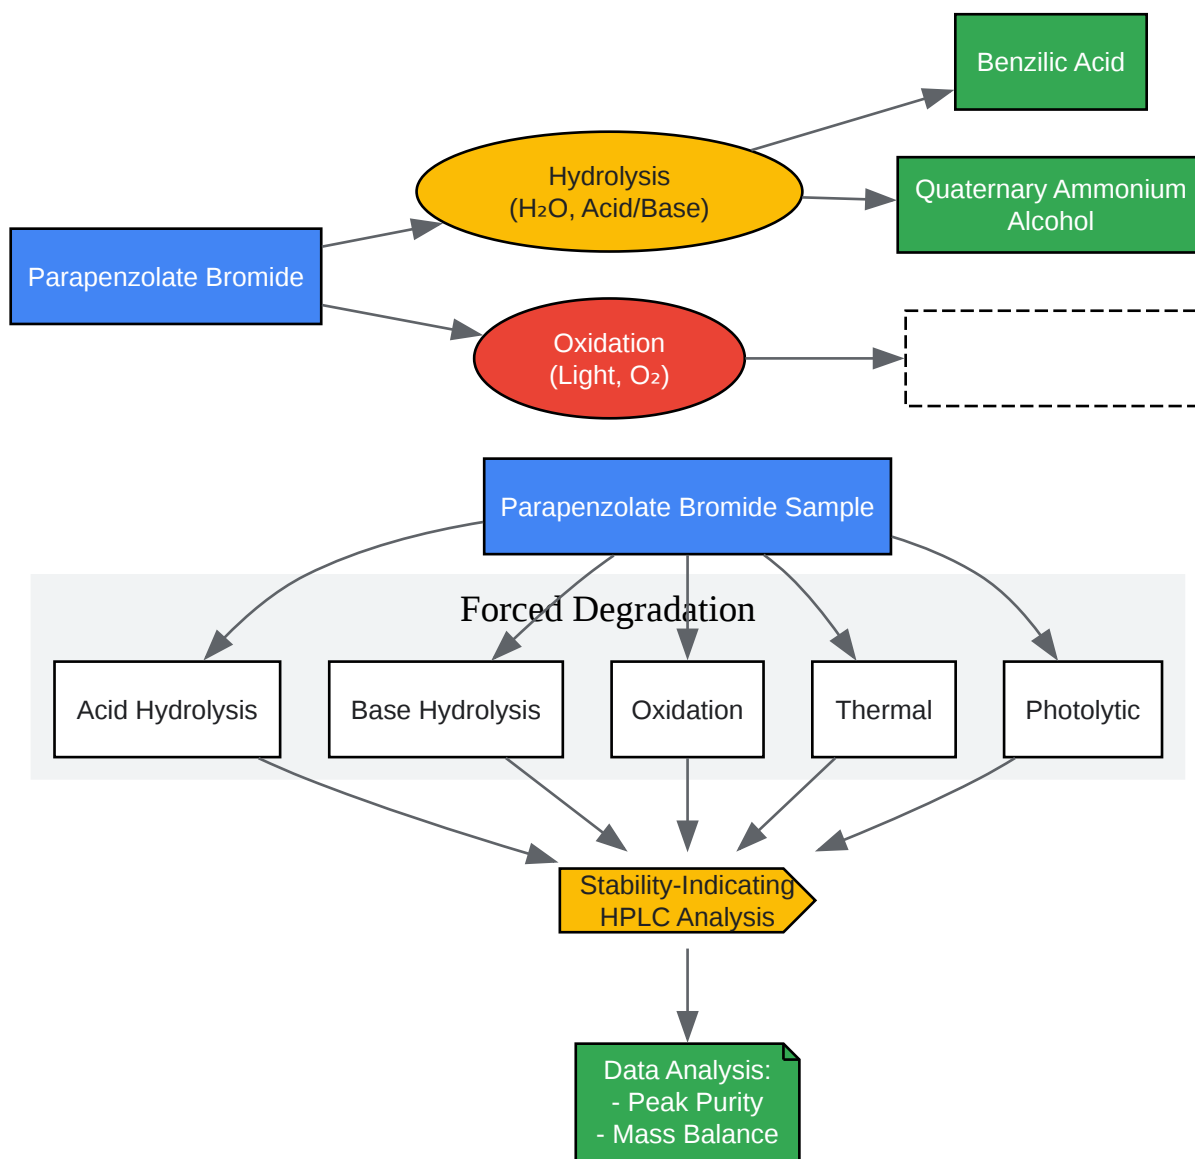 Benzilic Acid
Hydrolysis
(H₂O, Acid/Base)
Quaternary Ammonium
Alcohol
Parapenzolate Bromide
Oxidation
(Light, O₂)
Parapenzolate Bromide Sample
Forced Degradation
Acid Hydrolysis
Base Hydrolysis
Oxidation
Thermal
Photolytic
Stability-Indicating
HPLC Analysis
Data Analysis:
- Peak Purity
- Mass Balance